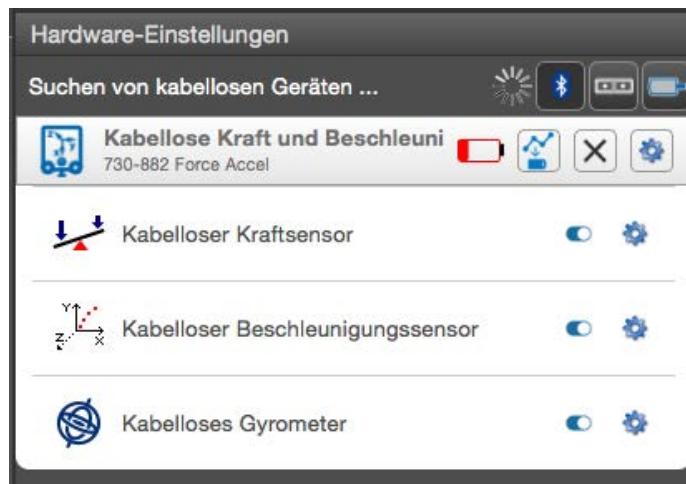 Hardware-Einstellungen
Suchen von kabellosen Geräten ...
Kabellose Kraft und Beschleuni
730-882 Force Accel
Kabelloser Kraftsensor
Y
Z X
Kabelloser Beschleunigungssensor
Kabelloses Gyrometer